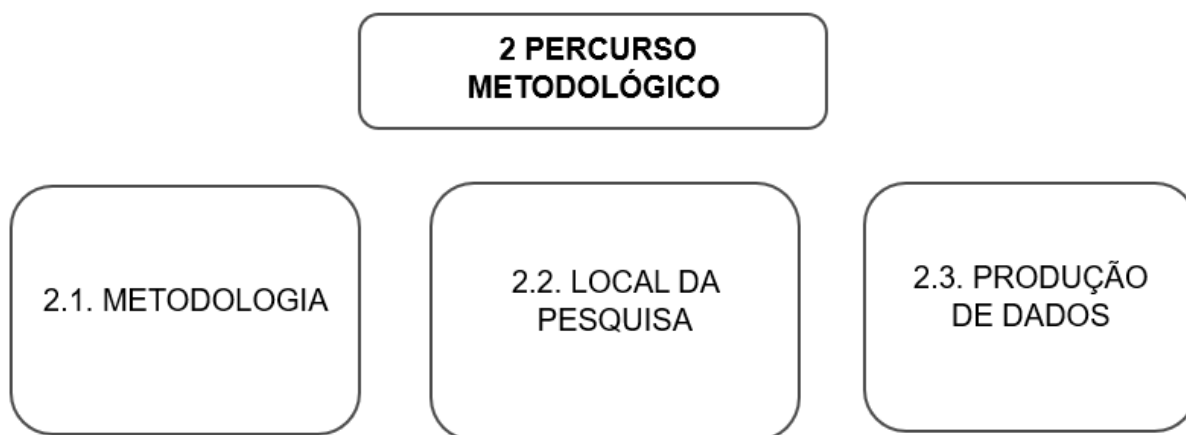 2 PERCURSO
METODOLÓGICO
2.1. METODOLOGIA
2.2. LOCAL DA
PESQUISA
2.3. PRODUÇÃO
DE DADOS